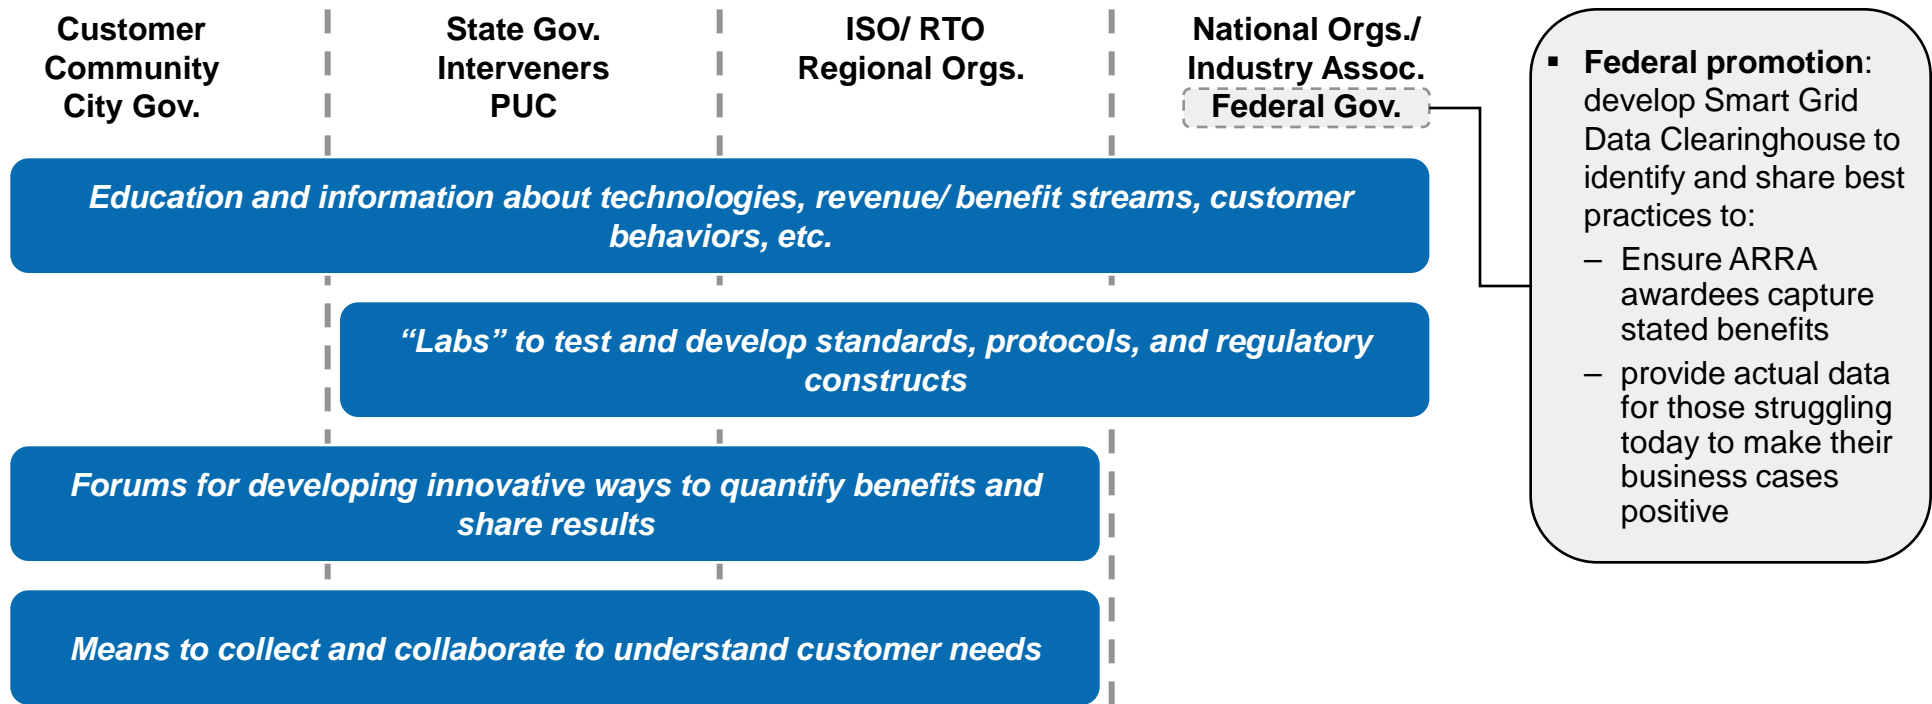 Customer
Community
City Gov.
State Gov.
Interveners
PUC
ISO/ RTO
Regional Orgs.
National Orgs./
Industry Assoc.
Federal Gov.
Education and information about technologies, revenue/ benefit streams, customer
behaviors, etc.
“Labs” to test and develop standards, protocols, and regulatory
constructs
Forums for developing innovative ways to quantify benefits and
share results
Means to collect and collaborate to understand customer needs
▪ Federal promotion:
develop Smart Grid
Data Clearinghouse to
identify and share best
practices to:
– Ensure ARRA
awardees capture
stated benefits
– provide actual data
for those struggling
today to make their
business cases
positive